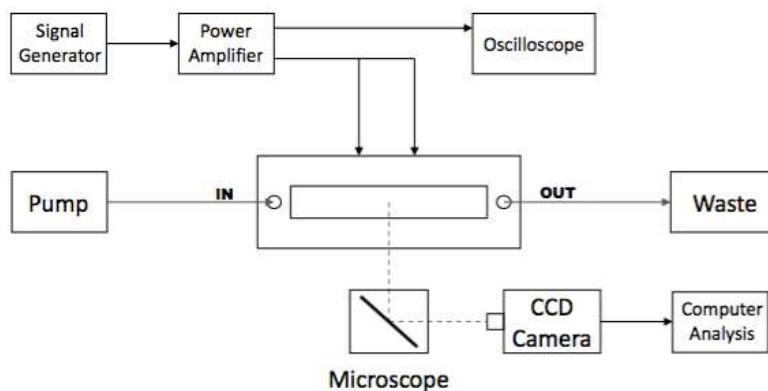 Signal
Generator
Power
Amplifier
Oscilloscope
Pump
IN
OUT
Waste
CCD
Camera
Computer
Analysis
Microscope